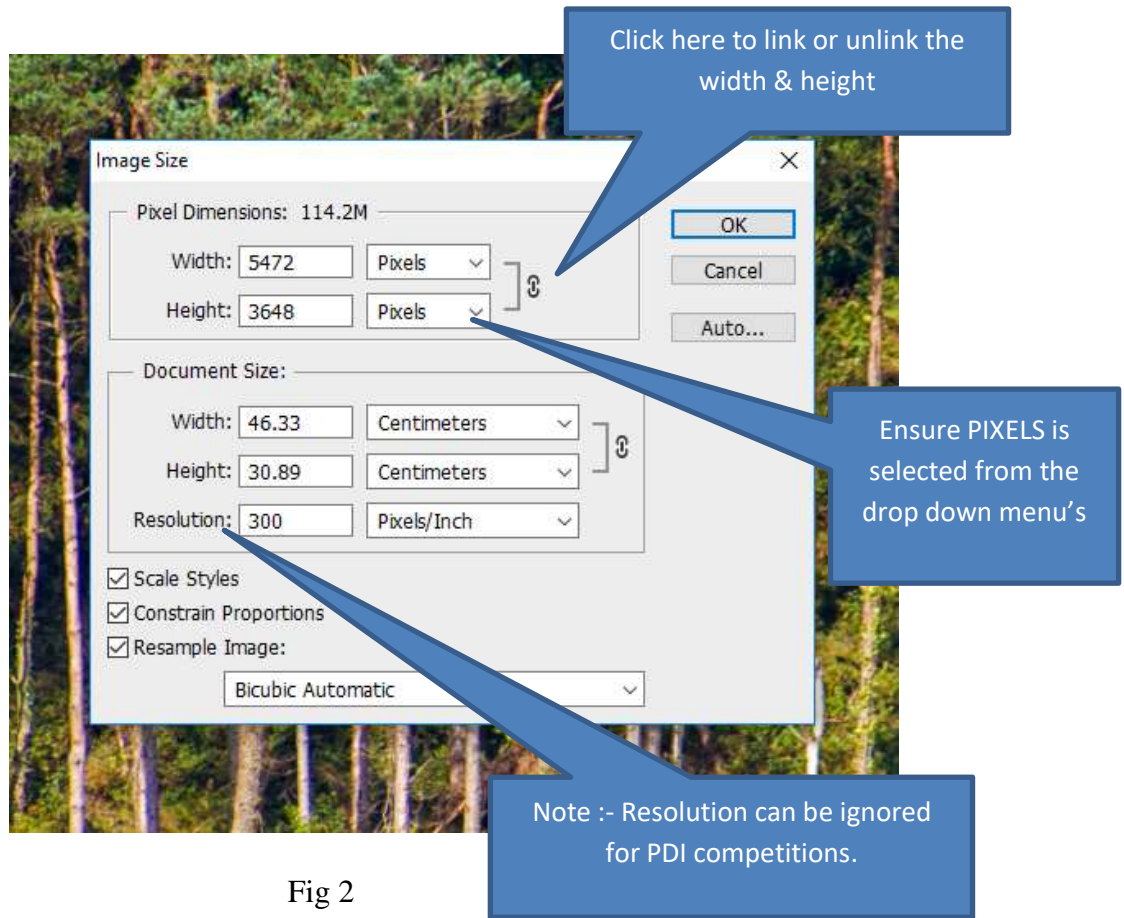 Click here to link or unlink the
width & height
Image Size
Pixel Dimensions: 114.2M
OK
Width: 5472 Pixels
Cancel
Height: 3648 Pixels
Auto...
Document Size:
Width: 46.33 Centimeters
Height: 30.89 Centimeters
Resolution: 300 Pixels/Inch
Ensure PIXELS is
selected from the
drop down menu’s
Scale Styles
Constrain Proportions
Resample Image:
Bicubic Automatic
Note :- Resolution can be ignored
for PDI competitions.
Fig 2